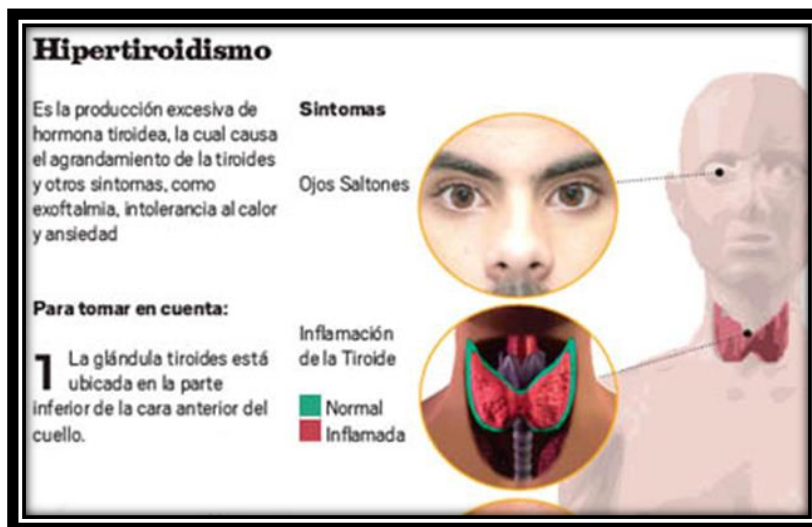 Hipertiroidismo
Es la producción excesiva de
hormona tiroidea, la cual causa
el agrandamiento de la tiroides
y otros sintomas, como
exoftalmia, intolerancia al calor
y ansiedad
Para tomar en cuenta:
1 La glándula tiroides está
ubicada en la parte
inferior de la cara anterior del
cuello.
Sintomas
Ojos Saltones
Inflamación
de la Tiroide
Normal
Inflamada